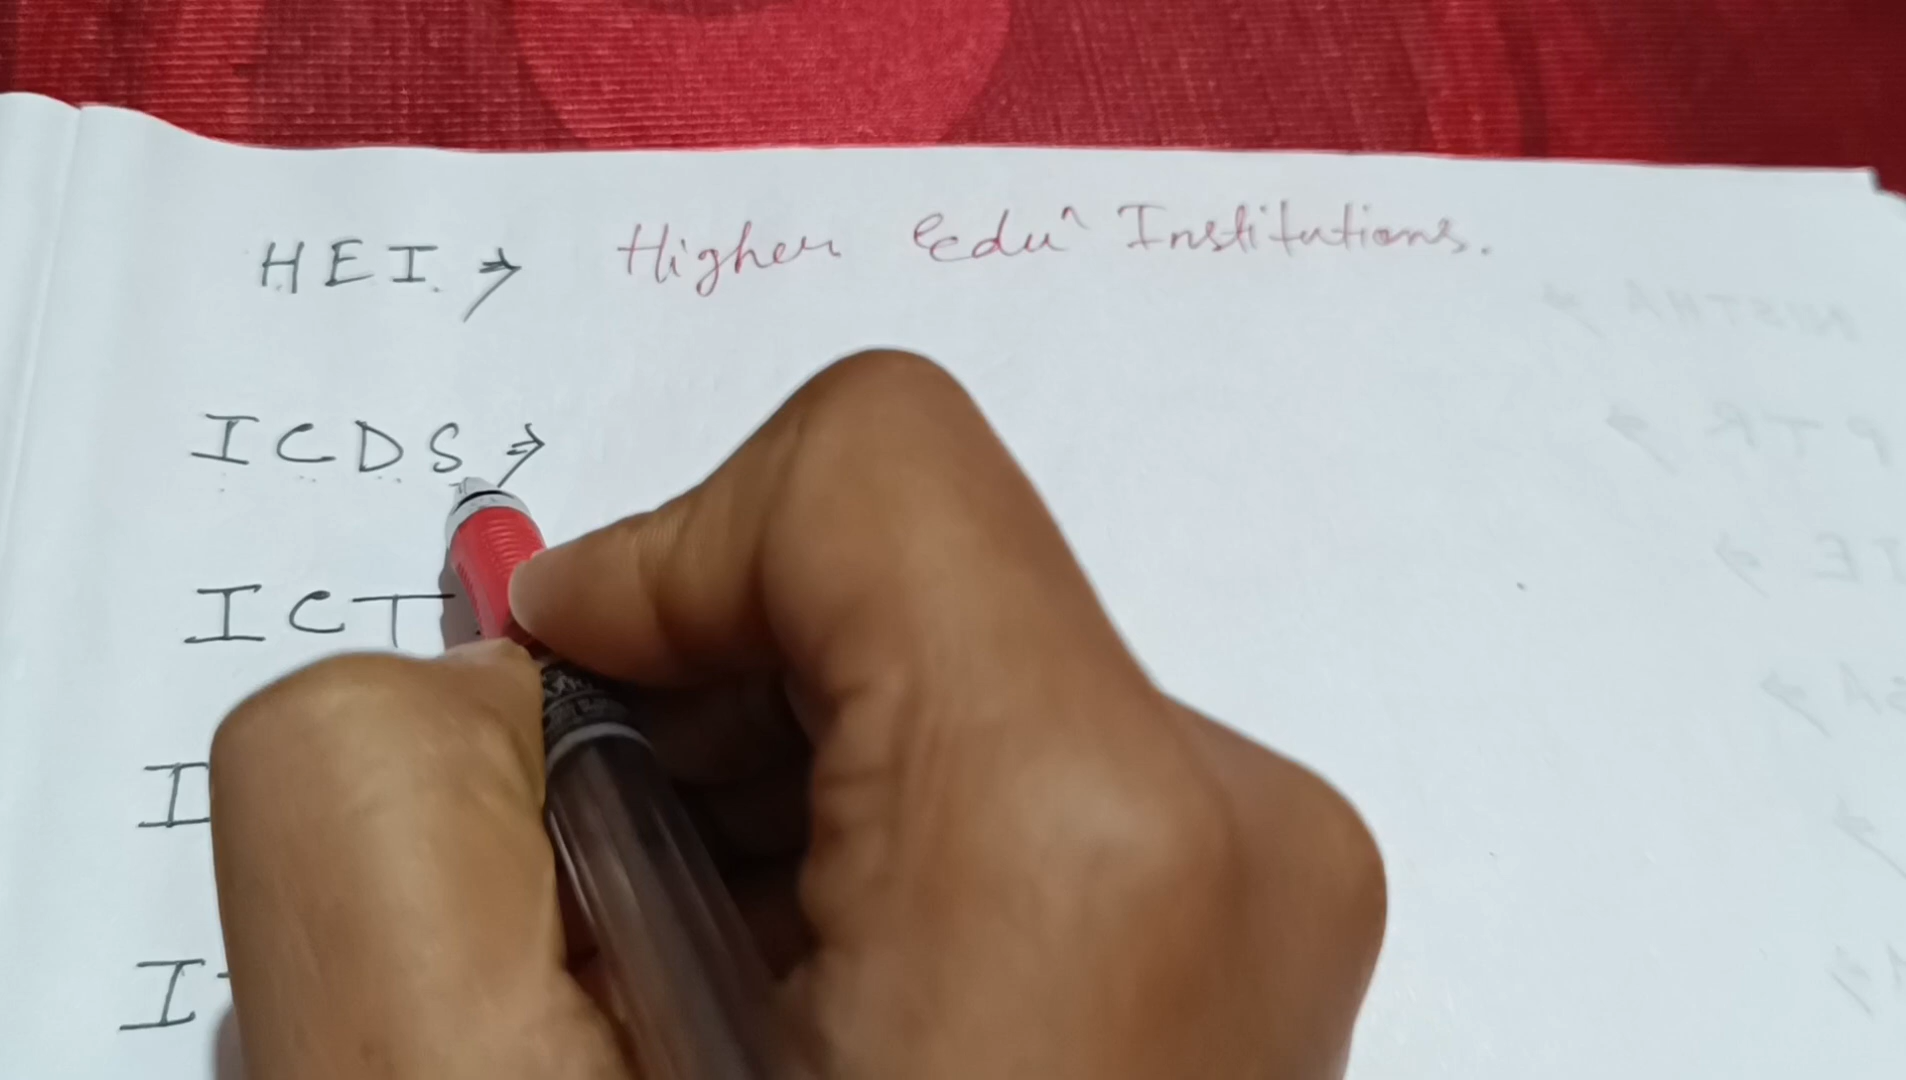 HEI → Higher Eduⁿ Institutions.
ICDS →
ICT
I
I